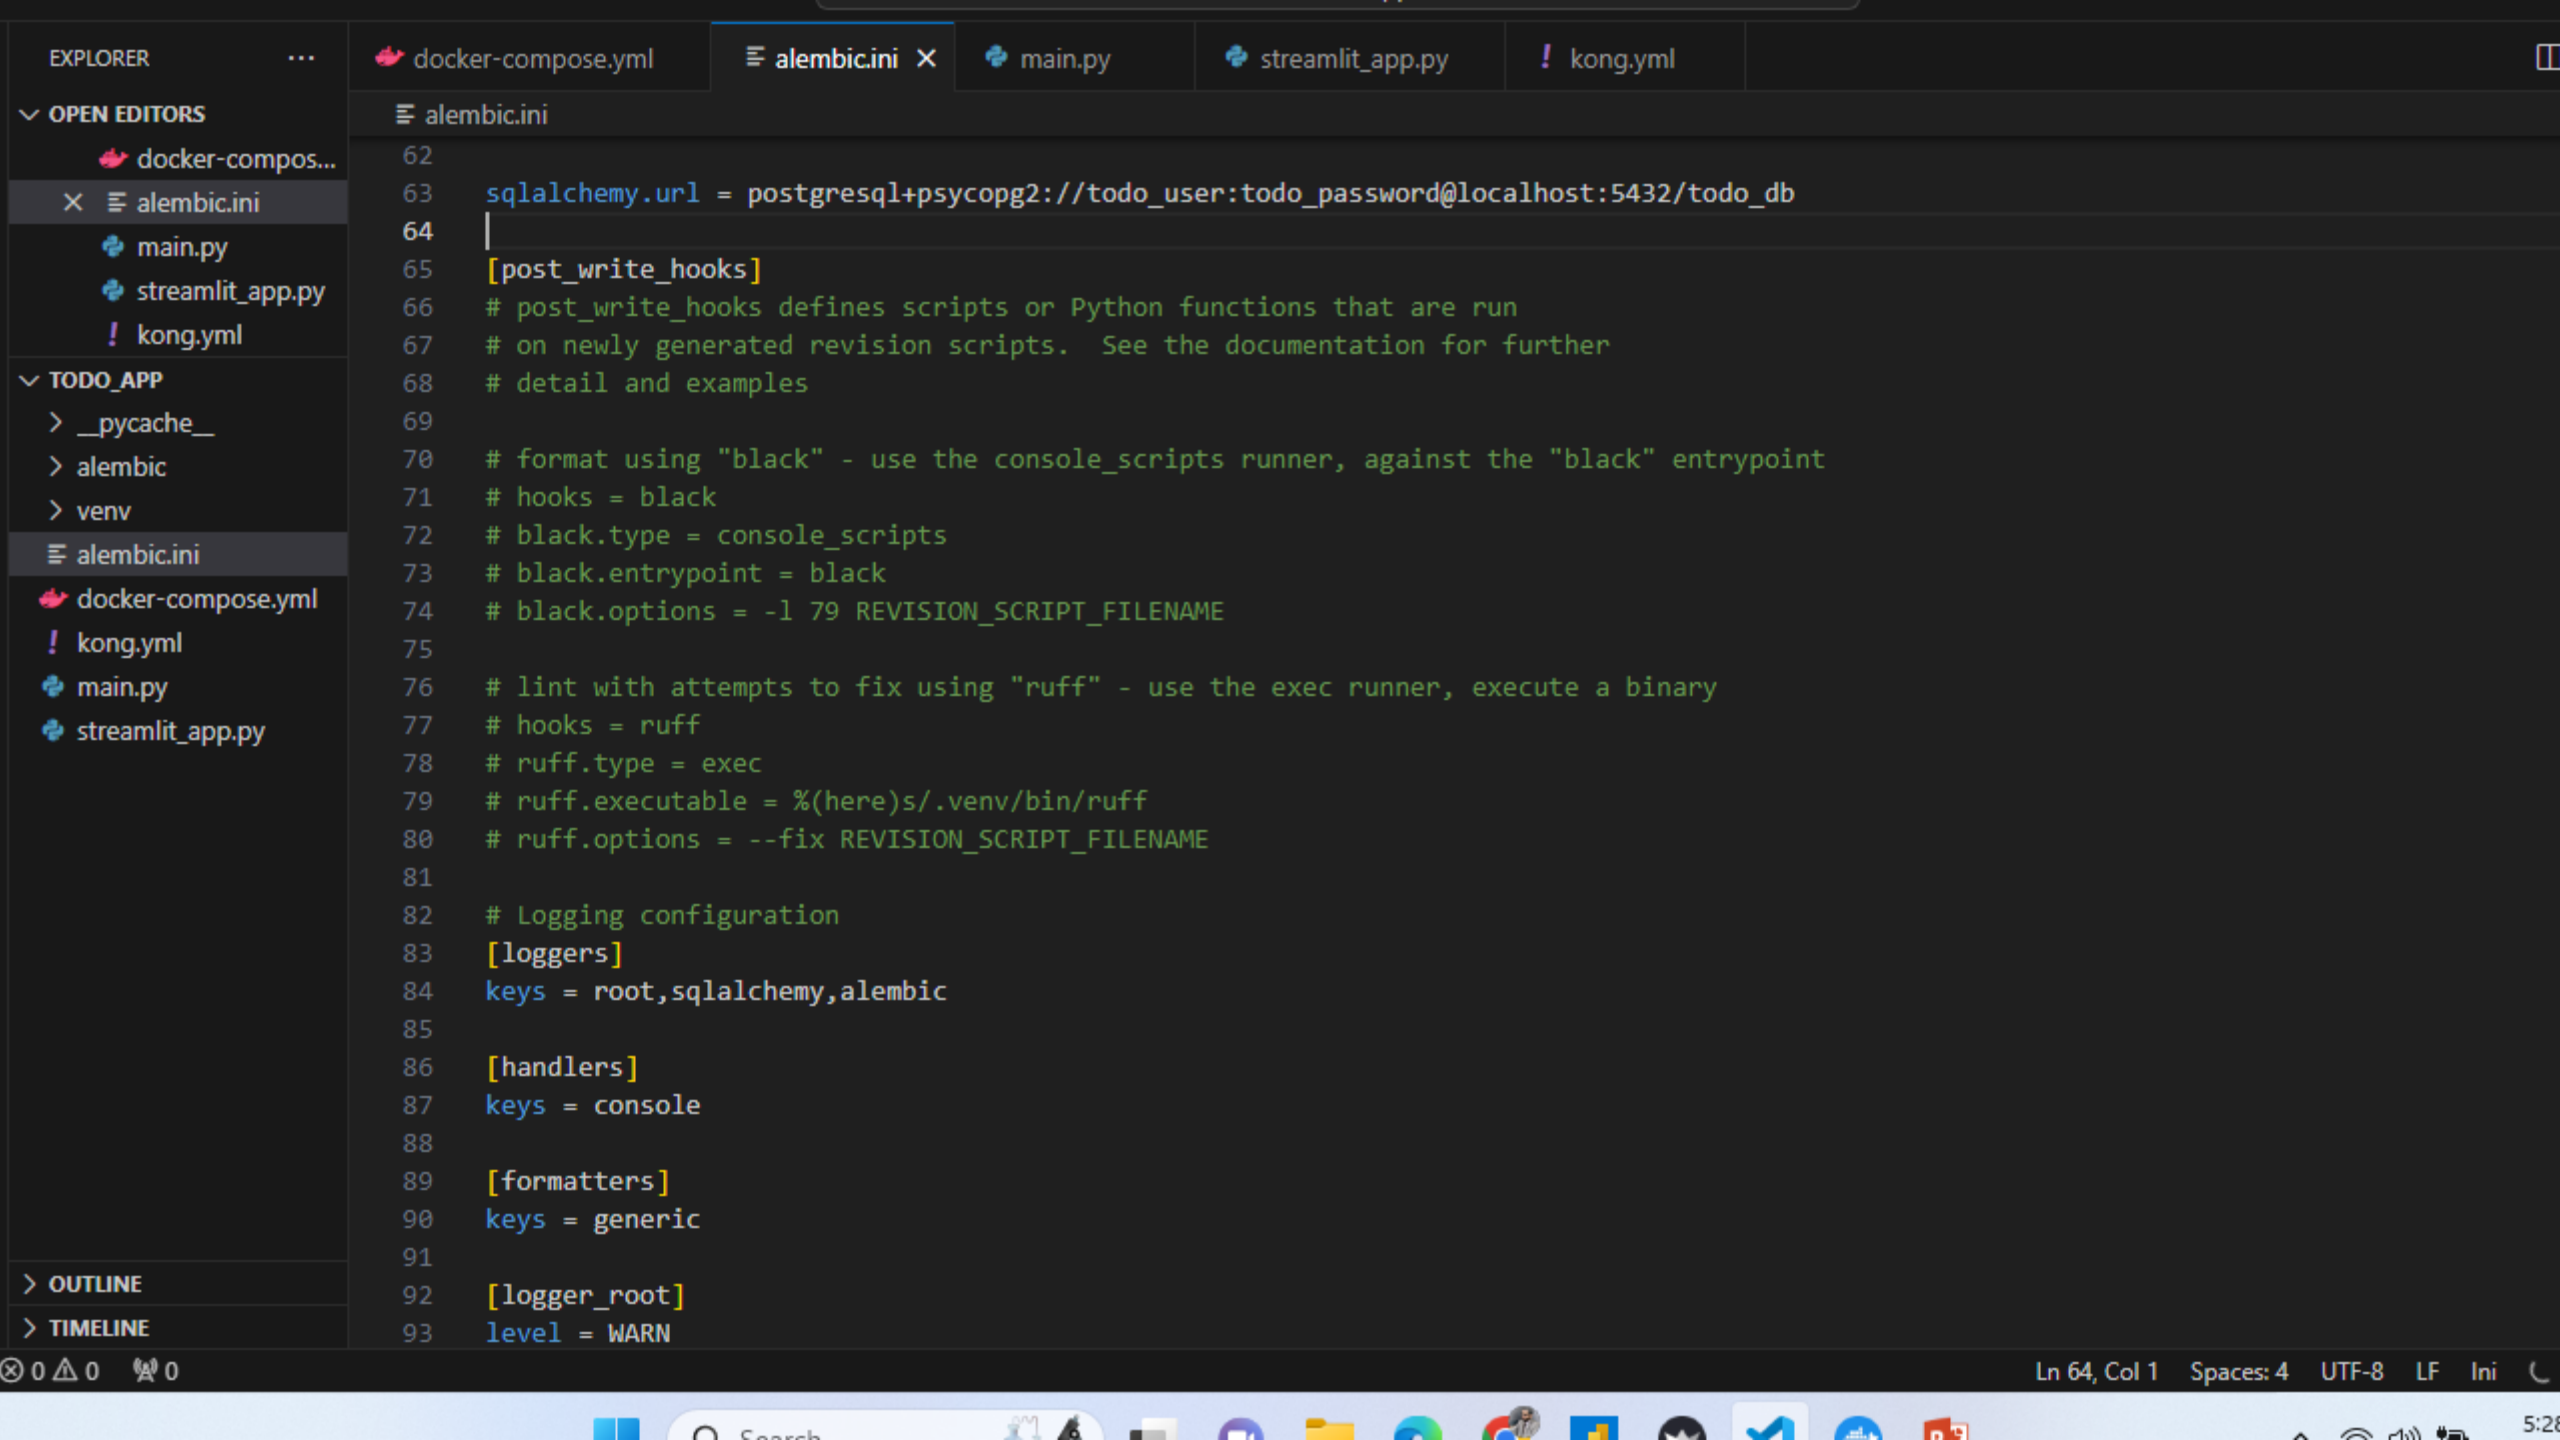 EXPLORER
OPEN EDITORS
docker-compos...
alembic.ini
main.py
streamlit_app.py
kong.yml
TODO_APP
__pycache__
alembic
venv
alembic.ini
docker-compose.yml
kong.yml
main.py
streamlit_app.py
OUTLINE
TIMELINE
docker-compose.yml
alembic.ini
main.py
streamlit_app.py
! kong.yml
alembic.ini
62
63 sqlalchemy.url = postgresql+psycopg2://todo_user:todo_password@localhost:5432/todo_db
64
65 [post_write_hooks]
66 # post_write_hooks defines scripts or Python functions that are run
67 # on newly generated revision scripts.  See the documentation for further
68 # detail and examples
69
70 # format using "black" - use the console_scripts runner, against the "black" entrypoint
71 # hooks = black
72 # black.type = console_scripts
73 # black.entrypoint = black
74 # black.options = -l 79 REVISION_SCRIPT_FILENAME
75
76 # lint with attempts to fix using "ruff" - use the exec runner, execute a binary
77 # hooks = ruff
78 # ruff.type = exec
79 # ruff.executable = %(here)s/.venv/bin/ruff
80 # ruff.options = --fix REVISION_SCRIPT_FILENAME
81
82 # Logging configuration
83 [loggers]
84 keys = root,sqlalchemy,alembic
85
86 [handlers]
87 keys = console
88
89 [formatters]
90 keys = generic
91
92 [logger_root]
93 level = WARN
0 0 0
Ln 64, Col 1 Spaces: 4 UTF-8 LF Ini
Search
5:28